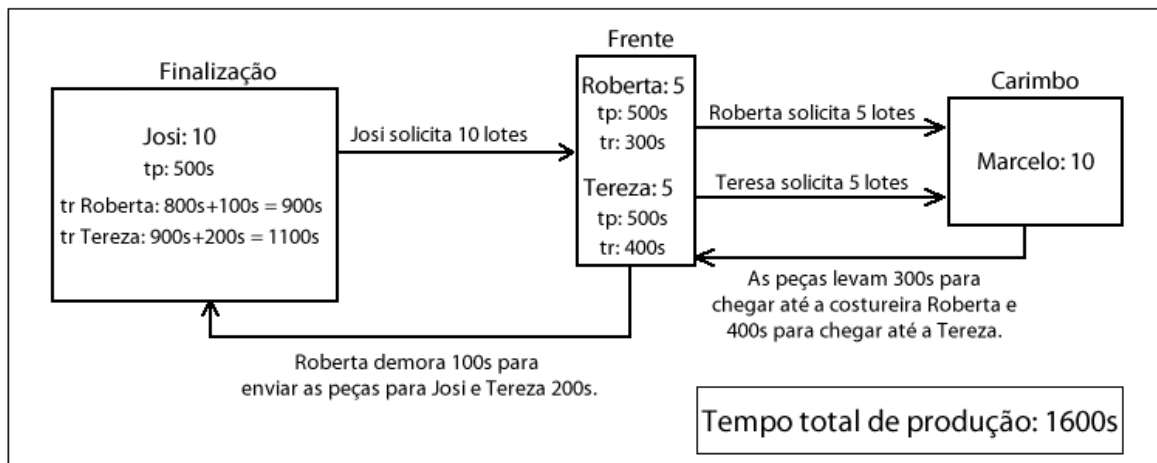 Finalização
Josi: 10
tp: 500s
tr Roberta: 800s+100s = 900s
tr Tereza: 900s+200s = 1100s
Josi solicita 10 lotes
Frente
Roberta: 5
tp: 500s
tr: 300s
Tereza: 5
tp: 500s
tr: 400s
Roberta solicita 5 lotes
Teresa solicita 5 lotes
Carimbo
Marcelo: 10
As peças levam 300s para
chegar até a costureira Roberta e
400s para chegar até a Tereza.
Roberta demora 100s para
enviar as peças para Josi e Tereza 200s.
Tempo total de produção: 1600s